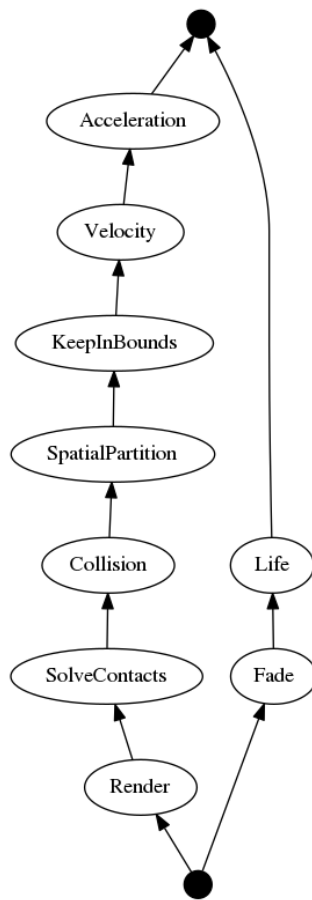 Acceleration
Velocity
KeepInBounds
SpatialPartition
Collision
Life
SolveContacts
Fade
Render